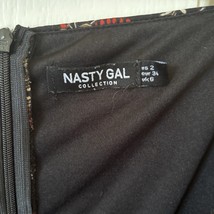 NASTY GAL
COLLECTION
us 2
eur 34
uk 6